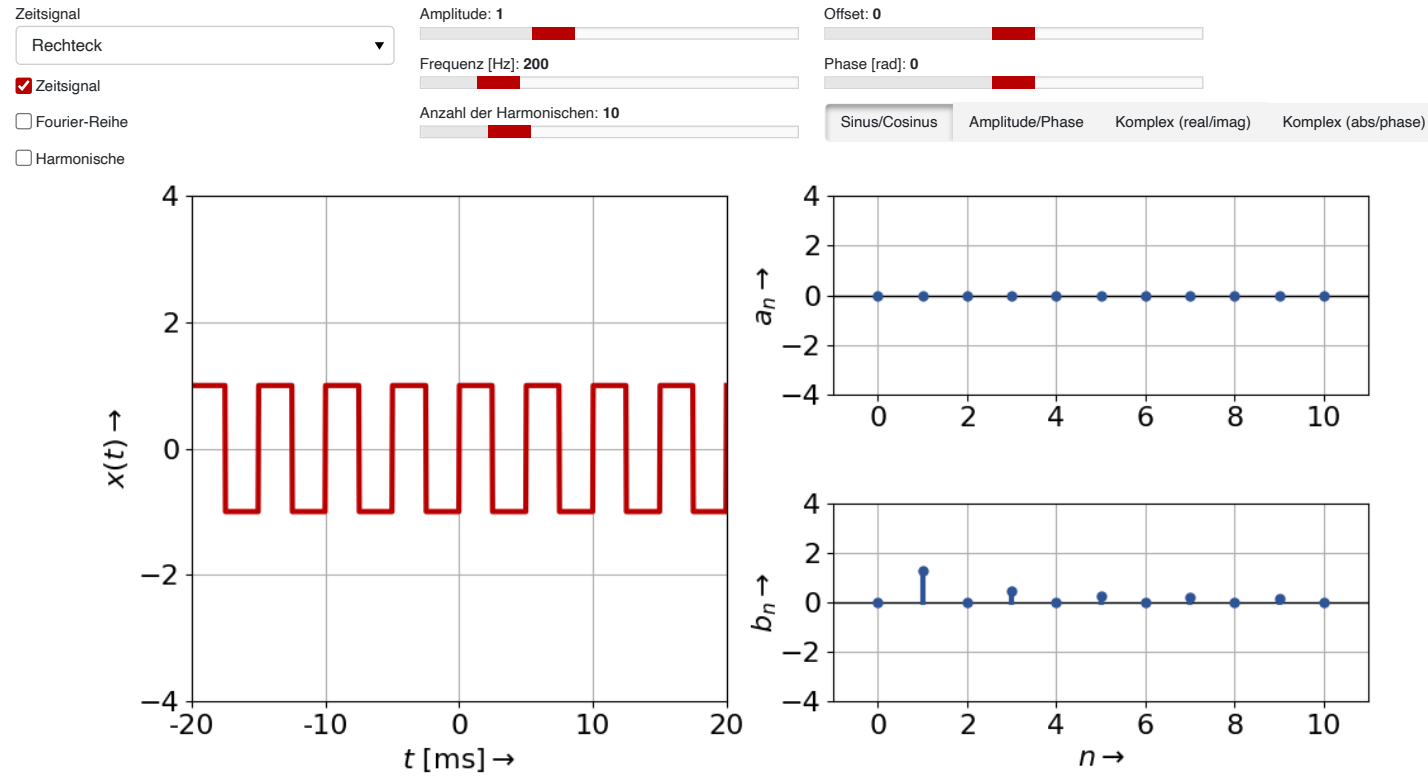 Zeitsignal
Rechteck
Zeitsignal
Fourier-Reihe
Harmonische
Amplitude: 1
Frequenz [Hz]: 200
Anzahl der Harmonischen: 10
Offset: 0
Phase [rad]: 0
Sinus/Cosinus Amplitude/Phase Komplex (real/imag) Komplex (abs/phase)
4
2
0
−2
−4
x(t) →
-20 -10 0 10 20
t [ms] →
4
2
0
−2
−4
aₙ →
0 2 4 6 8 10
4
2
0
−2
−4
bₙ →
0 2 4 6 8 10
n →